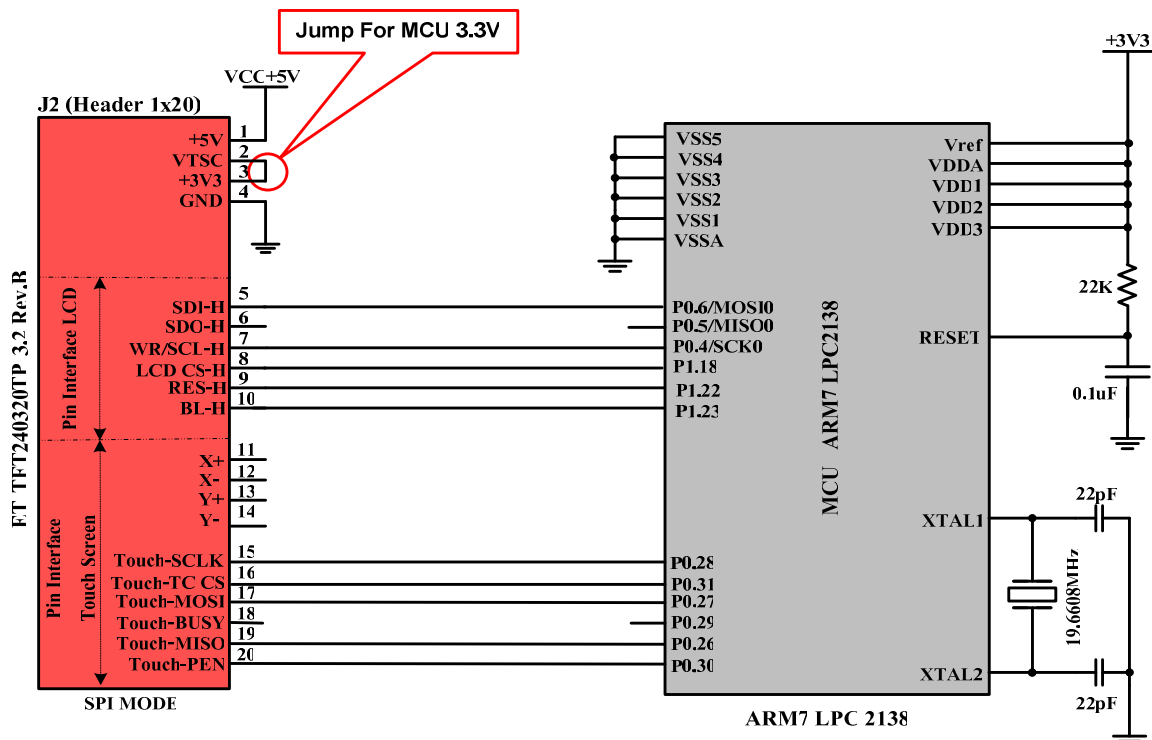 Jump For MCU 3.3V
+3V3
VCC+5V
J2 (Header 1x20)
+5V 1
VTSC 2
+3V3 3
GND 4
SDI-H 5
SDO-H 6
WR/SCL-H 7
LCD CS-H 8
RES-H 9
BL-H 10
X+ 11
X- 12
Y+ 13
Y- 14
Touch-SCLK 15
Touch-TC CS 16
Touch-MOSI 17
Touch-BUSY 18
Touch-MISO 19
Touch-PEN 20
Pin Interface LCD
Pin Interface
Touch Screen
ET TFT240320TP 3.2 Rev.B
SPI MODE
VSS5
VSS4
VSS3
VSS2
VSS1
VSSA
P0.6/MOSI0
P0.5/MISO0
P0.4/SCK0
P1.18
P1.22
P1.23
P0.28
P0.31
P0.27
P0.29
P0.26
P0.30
MCU ARM7 LPC2138
Vref
VDDA
VDD1
VDD2
VDD3
RESET
XTAL1
XTAL2
ARM7 LPC 2138
22K
0.1uF
22pF
19.6608MHz
22pF